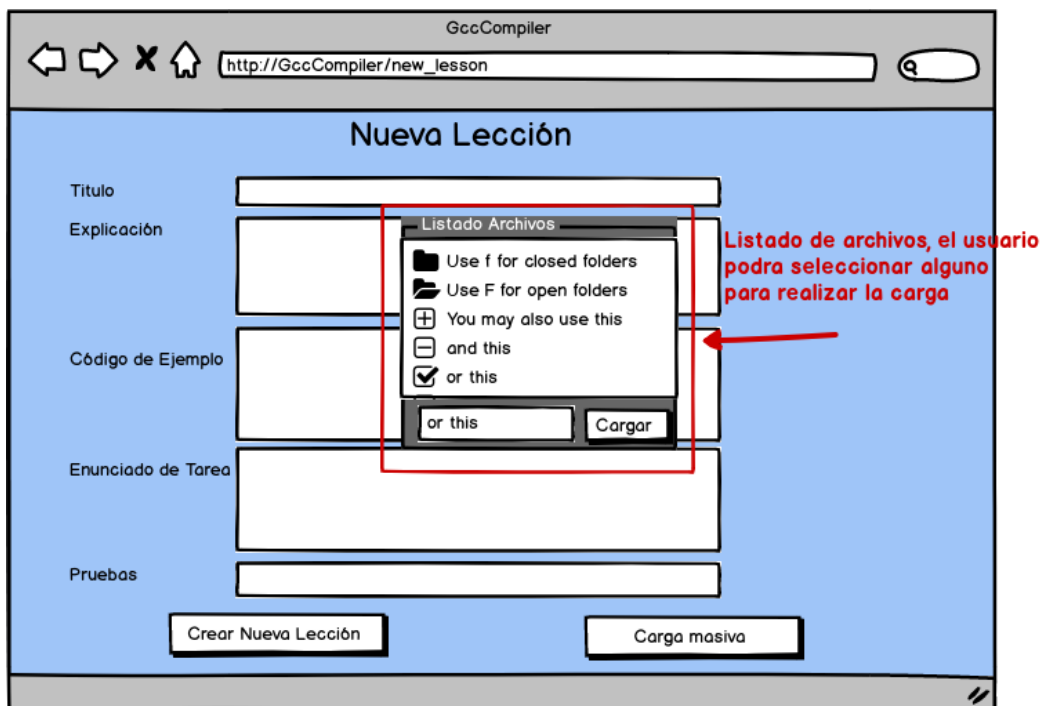 GccCompiler
http://GccCompiler/new_lesson
Nueva Lección
Titulo
Explicación
Listado Archivos
Use f for closed folders
Use F for open folders
You may also use this
and this
or this
or this
Cargar
Listado de archivos, el usuario
podra seleccionar alguno
para realizar la carga
Código de Ejemplo
Enunciado de Tarea
Pruebas
Crear Nueva Lección
Carga masiva